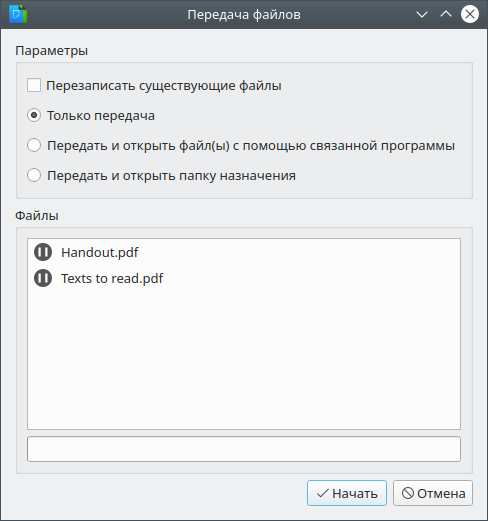 Передача файлов
Параметры
Перезаписать существующие файлы
Только передача
Передать и открыть файл(ы) с помощью связанной программы
Передать и открыть папку назначения
Файлы
Handout.pdf
Texts to read.pdf
Начать
Отмена